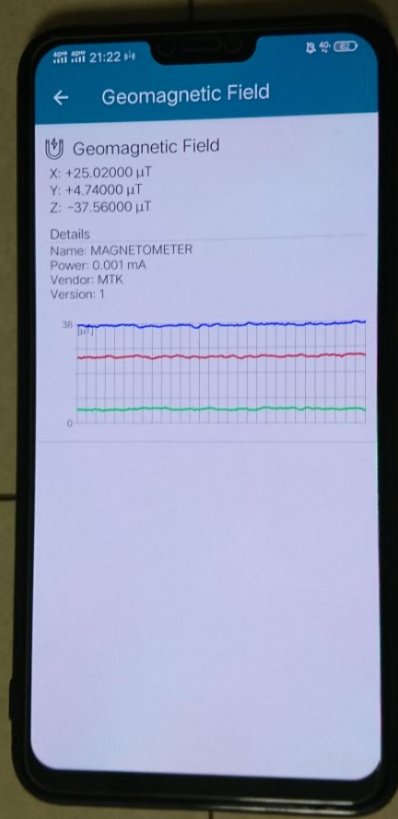 21:22
Geomagnetic Field
Geomagnetic Field
X: +25.02000 µT
Y: +4.74000 µT
Z: -37.56000 µT
Details
Name: MAGNETOMETER
Power: 0.001 mA
Vendor: MTK
Version: 1
38
[µT]
0